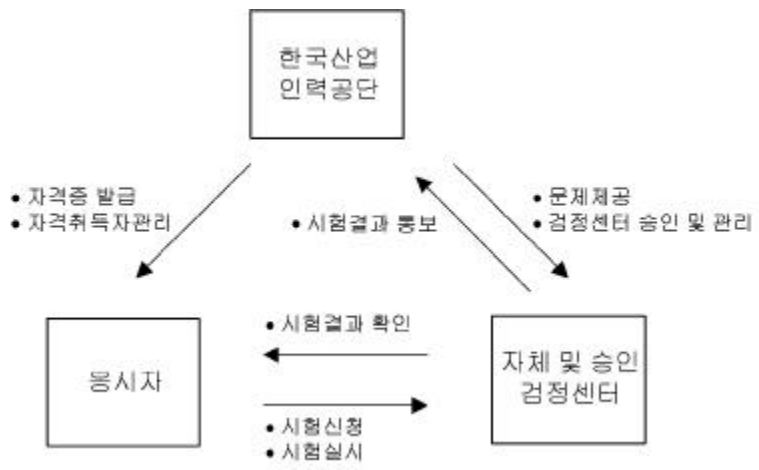 한국산업
인력공단
• 자격증 발급
• 자격취득자관리
• 시험결과 통보
• 문제제공
• 검정센터 승인 및 관리
응시자
• 시험결과 확인
• 시험신청
• 시험실시
자체 및 승인
검정센터